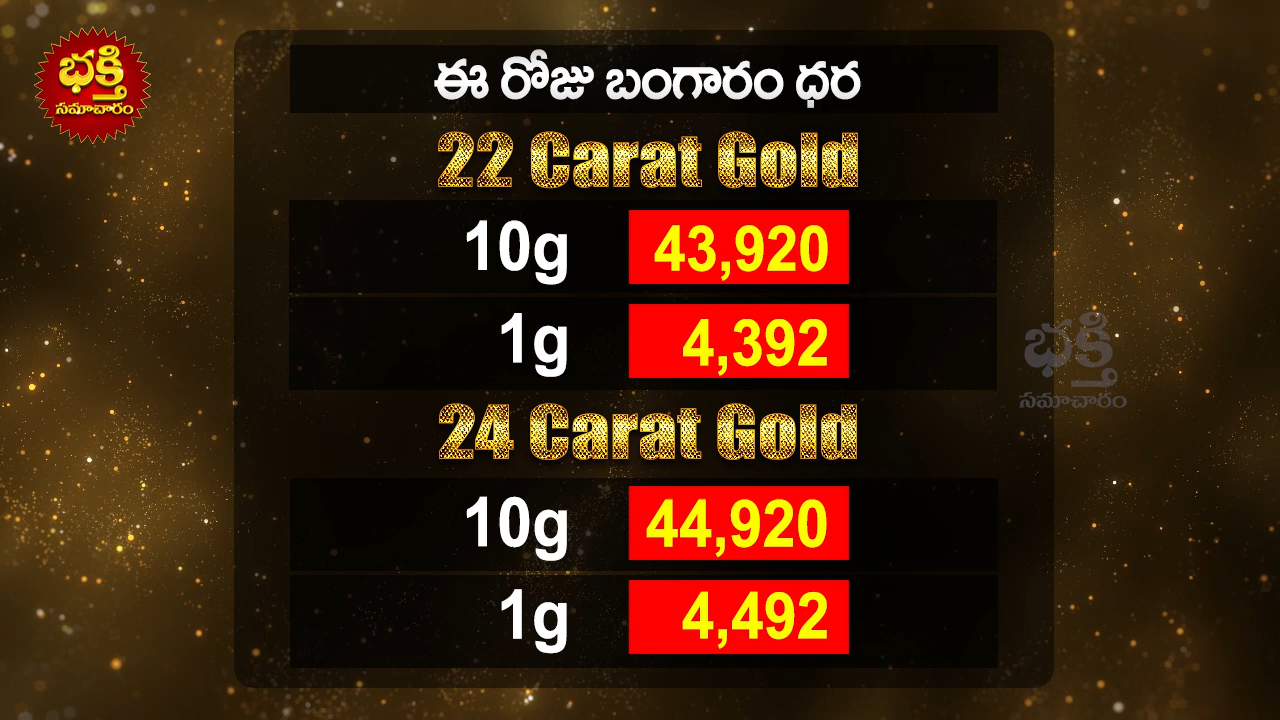 భక్తి
సమాచారం
ఈ రోజు బంగారం ధర
22 Carat Gold
10g 43,920
1g 4,392
భక్తి
సమాచారం
24 Carat Gold
10g 44,920
1g 4,492